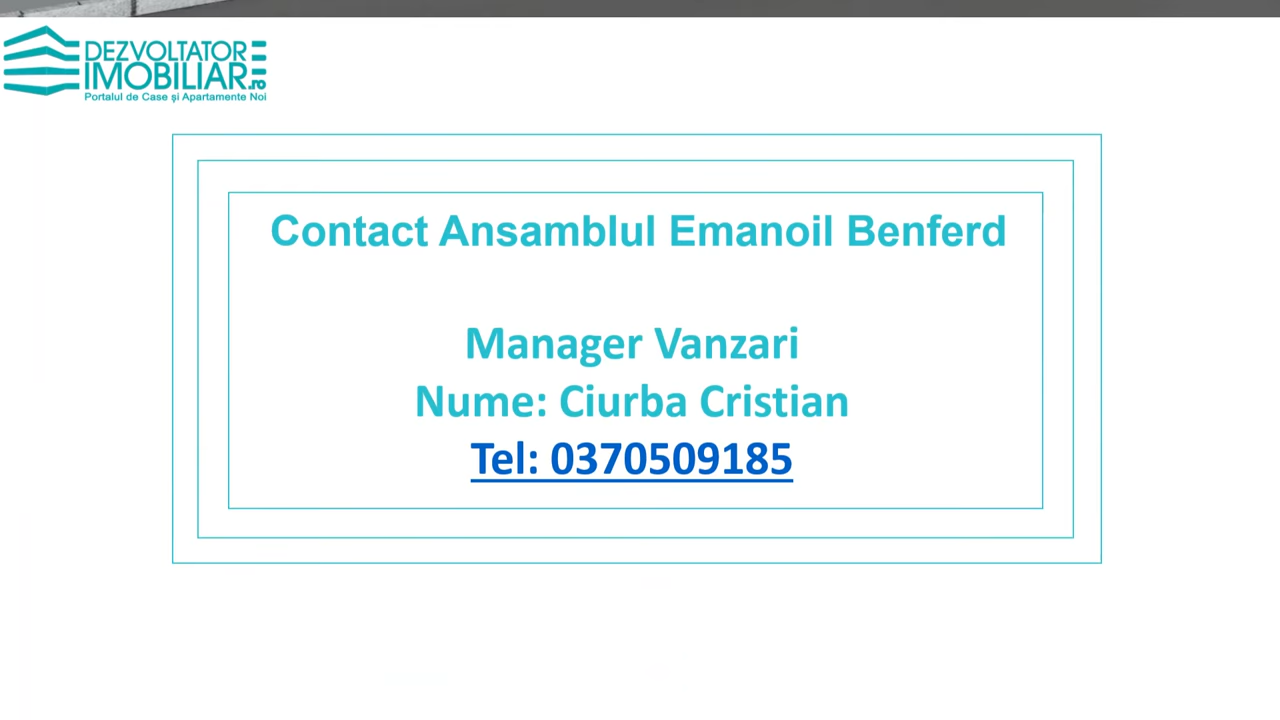 DEZVOLTATOR
IMOBILIAR.ro
Portalul de Case și Apartamente Noi
Contact Ansamblul Emanoil Benferd
Manager Vanzari
Nume: Ciurba Cristian
Tel: 0370509185